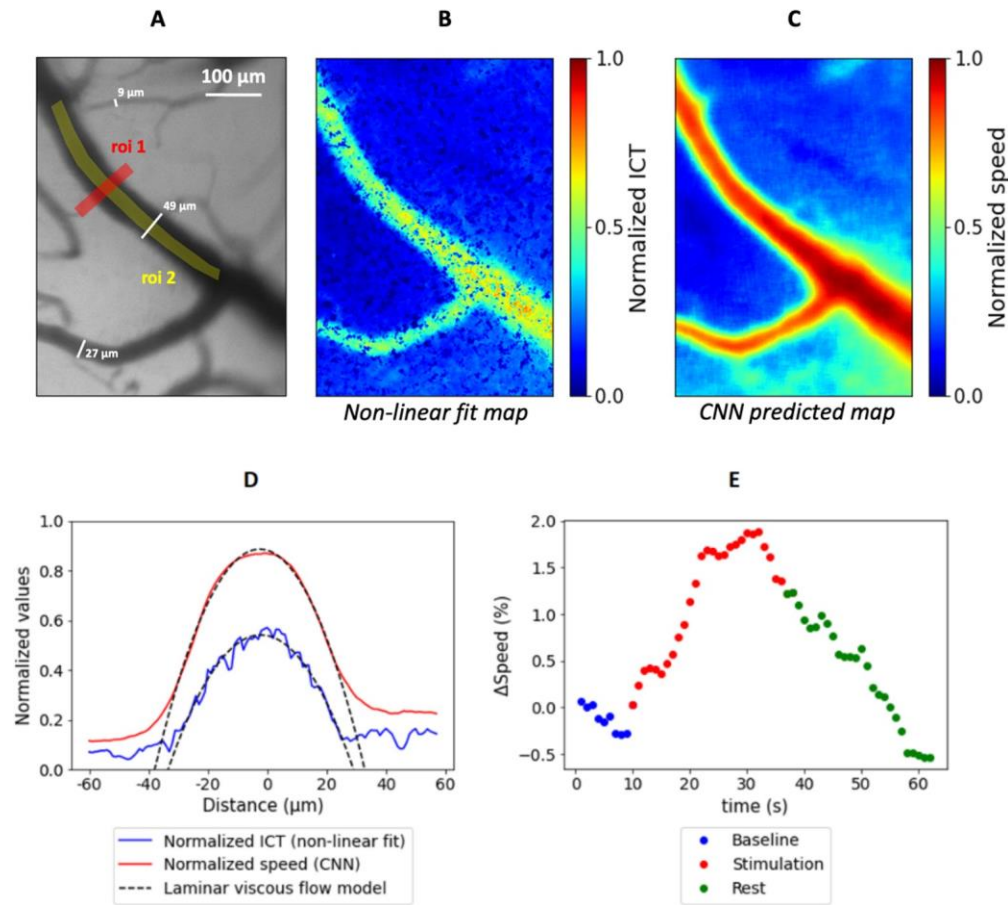 A
B
C
100 µm
9 µm
roi 1
49 µm
roi 2
27 µm
1.0
0.5
0.0
Normalized ICT
1.0
0.5
0.0
Normalized speed
Non-linear fit map
CNN predicted map
D
E
Normalized values
1.0
0.8
0.6
0.4
0.2
0.0
-60
-40
-20
0
20
40
60
Distance (µm)
Normalized ICT (non-linear fit)
Normalized speed (CNN)
Laminar viscous flow model
ΔSpeed (%)
2.0
1.5
1.0
0.5
0.0
−0.5
0
10
20
30
40
50
60
time (s)
Baseline
Stimulation
Rest